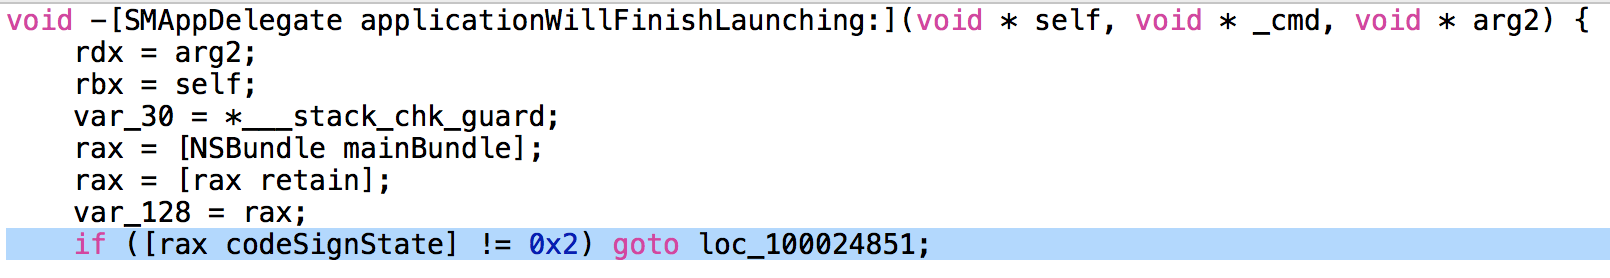 void -[SMAppDelegate applicationWillFinishLaunching:](void * self, void * _cmd, void * arg2) {
    rdx = arg2;
    rbx = self;
    var_30 = *___stack_chk_guard;
    rax = [NSBundle mainBundle];
    rax = [rax retain];
    var_128 = rax;
    if ([rax codeSignState] != 0x2) goto loc_100024851;